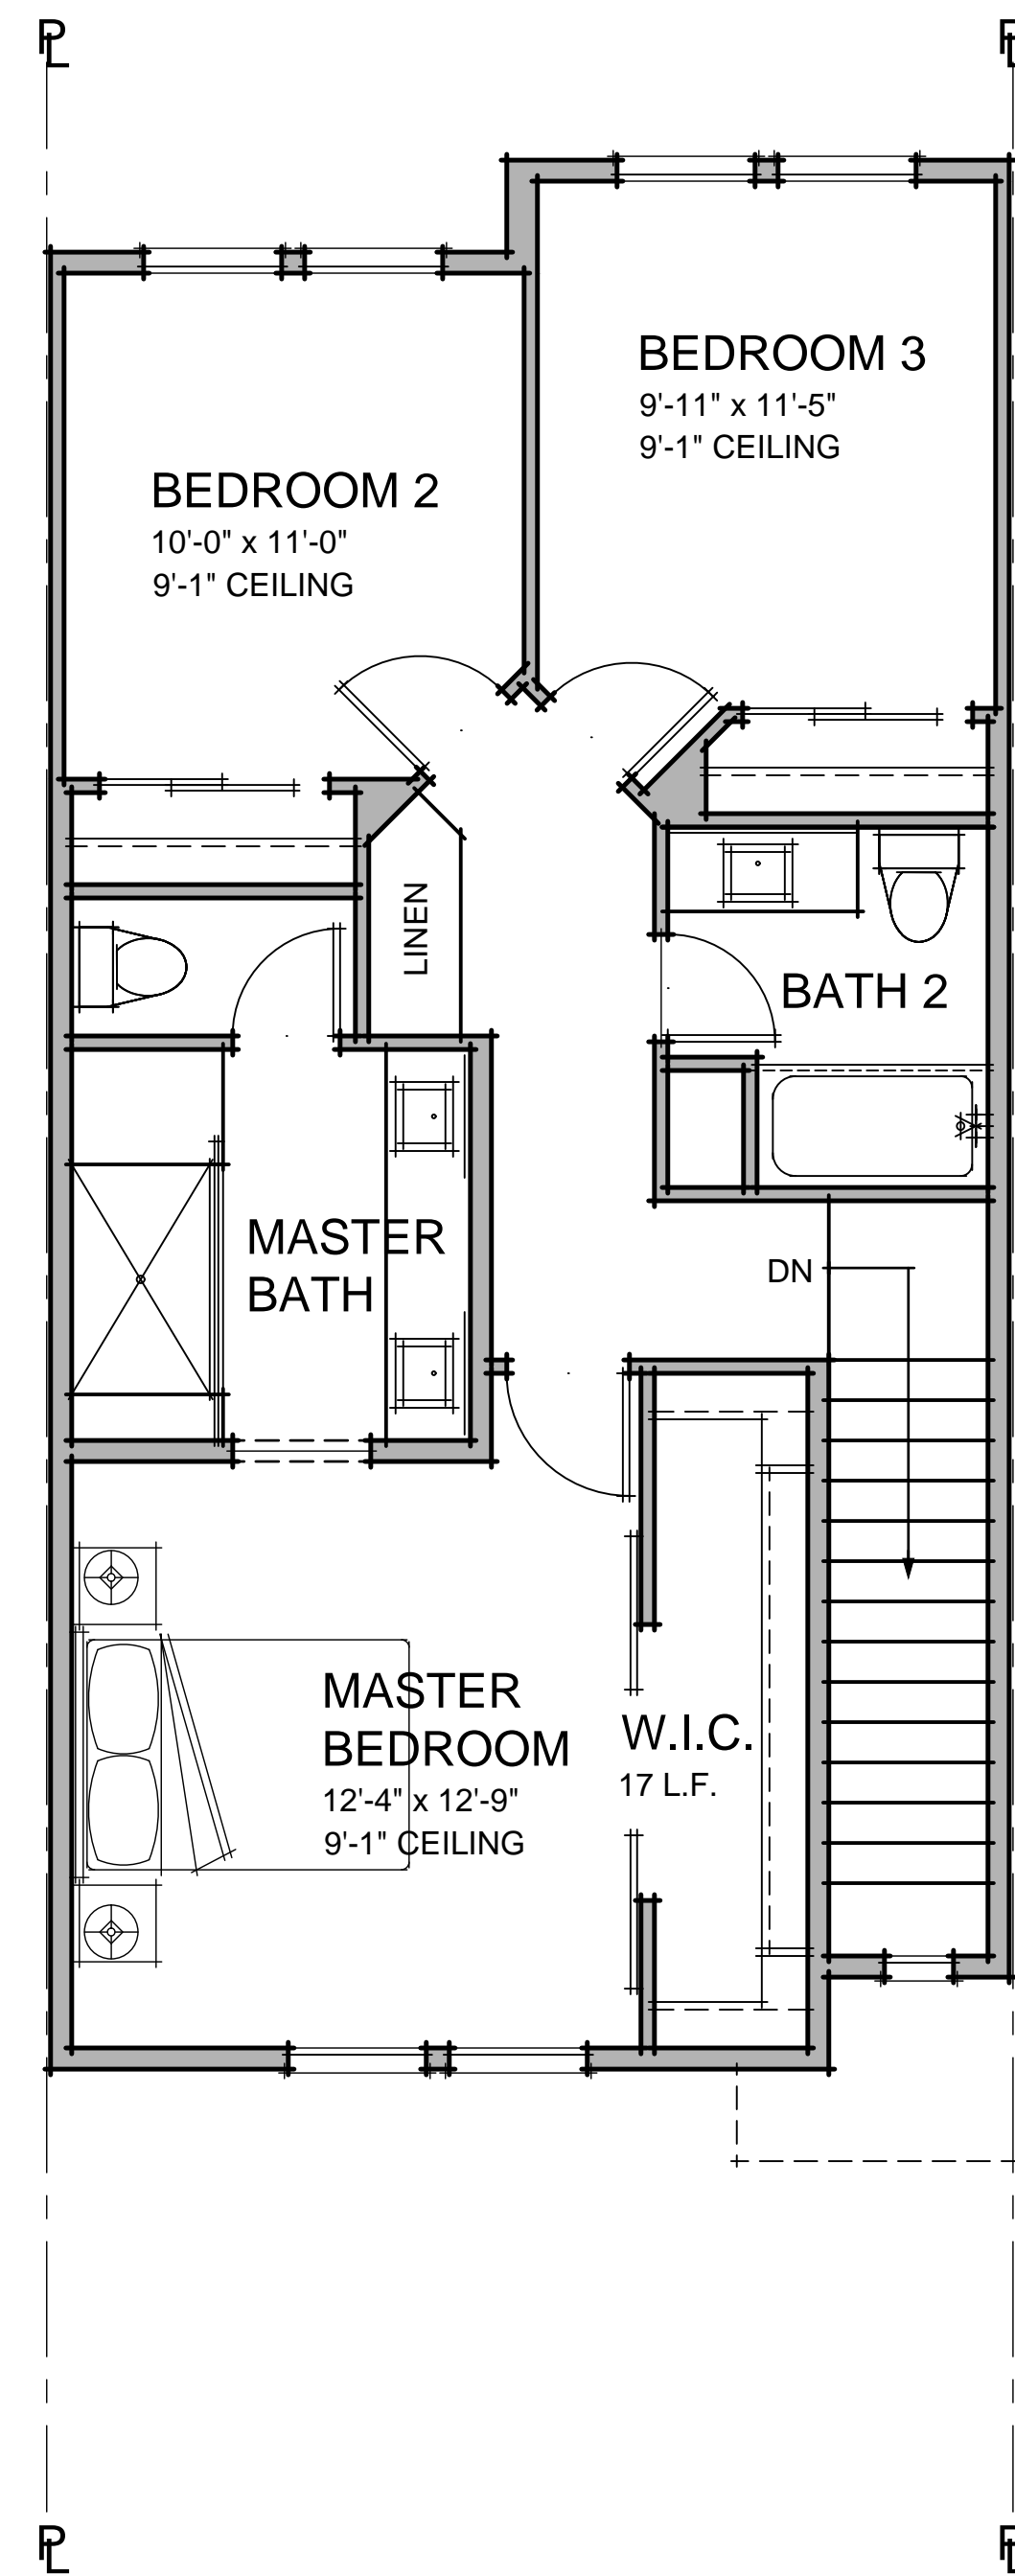 PL
PL
BEDROOM 3
9'-11" x 11'-5"
9'-1" CEILING
BEDROOM 2
10'-0" x 11'-0"
9'-1" CEILING
LINEN
BATH 2
MASTER
BATH
DN
MASTER
BEDROOM
12'-4" x 12'-9"
9'-1" CEILING
W.I.C.
17 L.F.
PL
PL